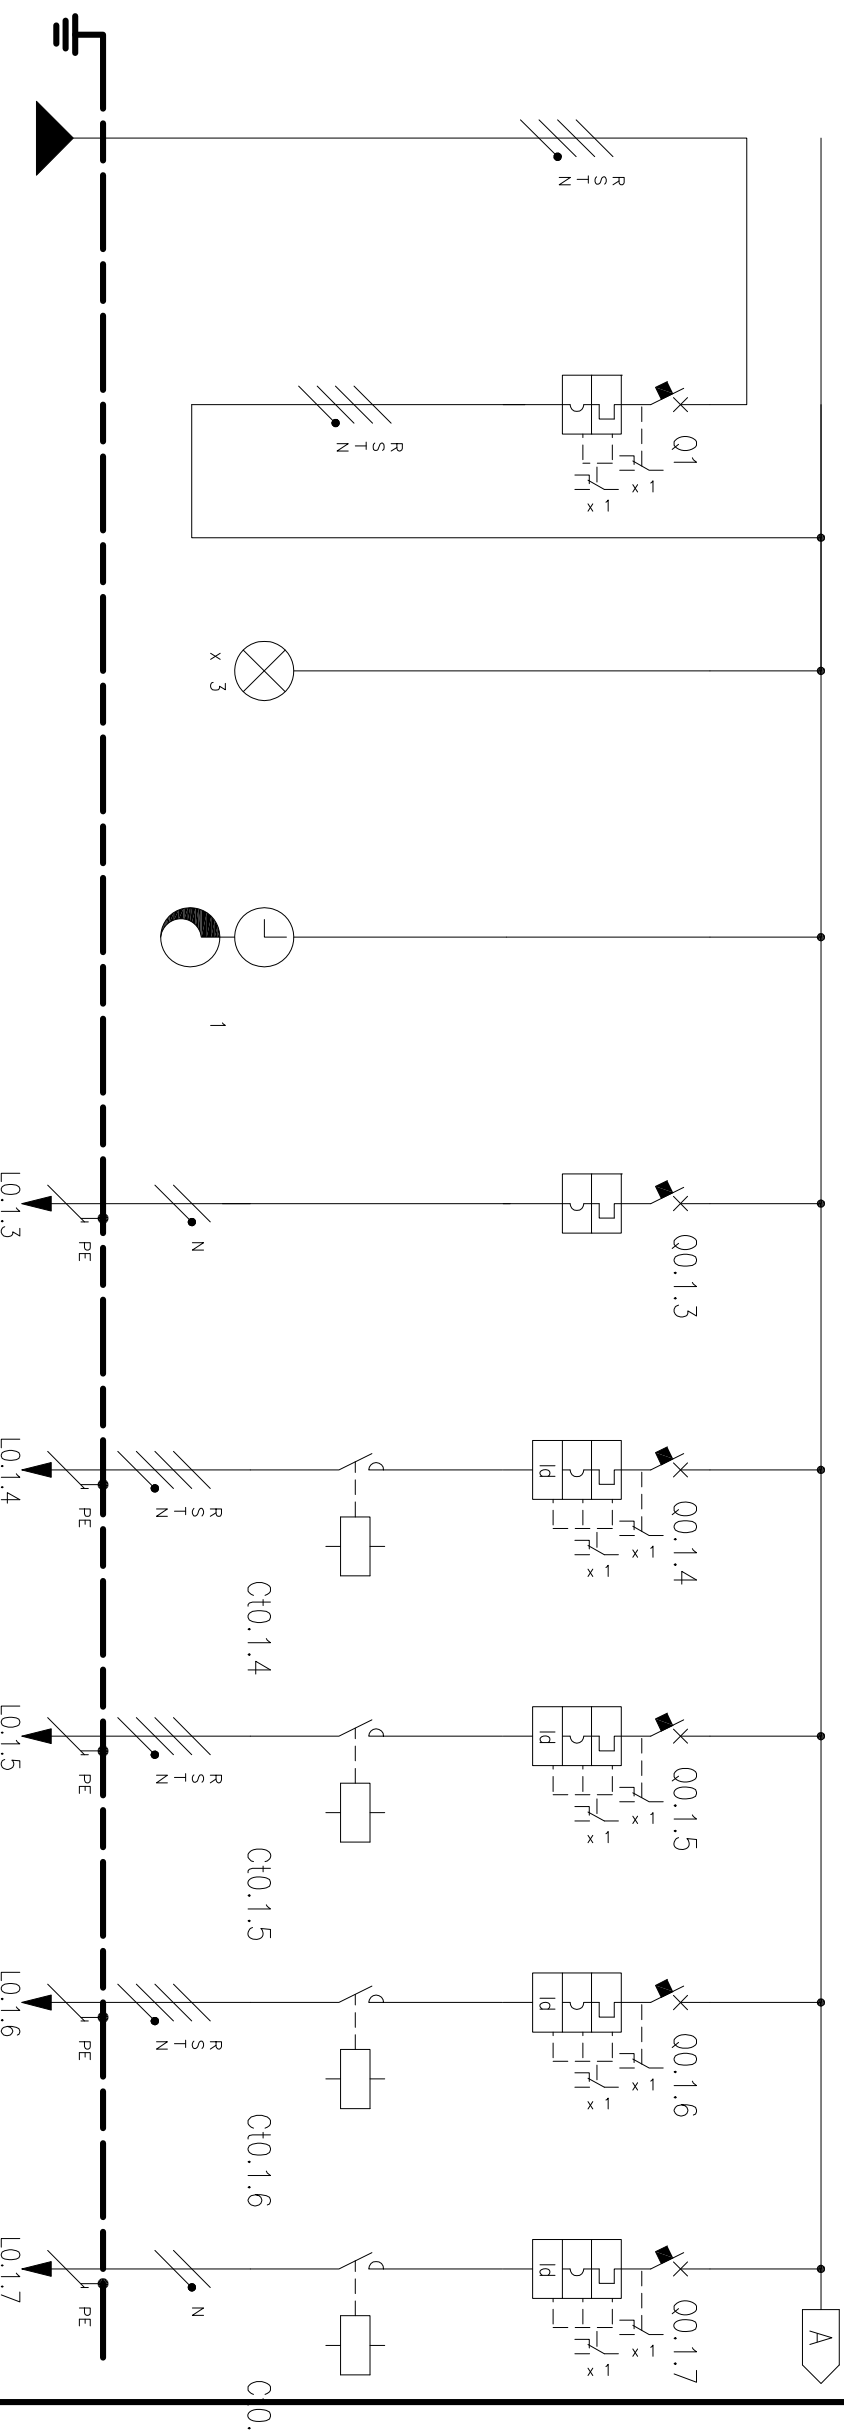 R S T N
Q1
x 1
x 1
R S T N
x 3
1
Q0.1.3
N
PE
L0.1.3
Q0.1.4
x 1
x 1
Id
Ct0.1.4
R S T N
PE
L0.1.4
Q0.1.5
x 1
x 1
Id
Ct0.1.5
R S T N
PE
L0.1.5
Q0.1.6
x 1
x 1
Id
Ct0.1.6
R S T N
PE
L0.1.6
Q0.1.7
x 1
x 1
Id
N
PE
L0.1.7
A